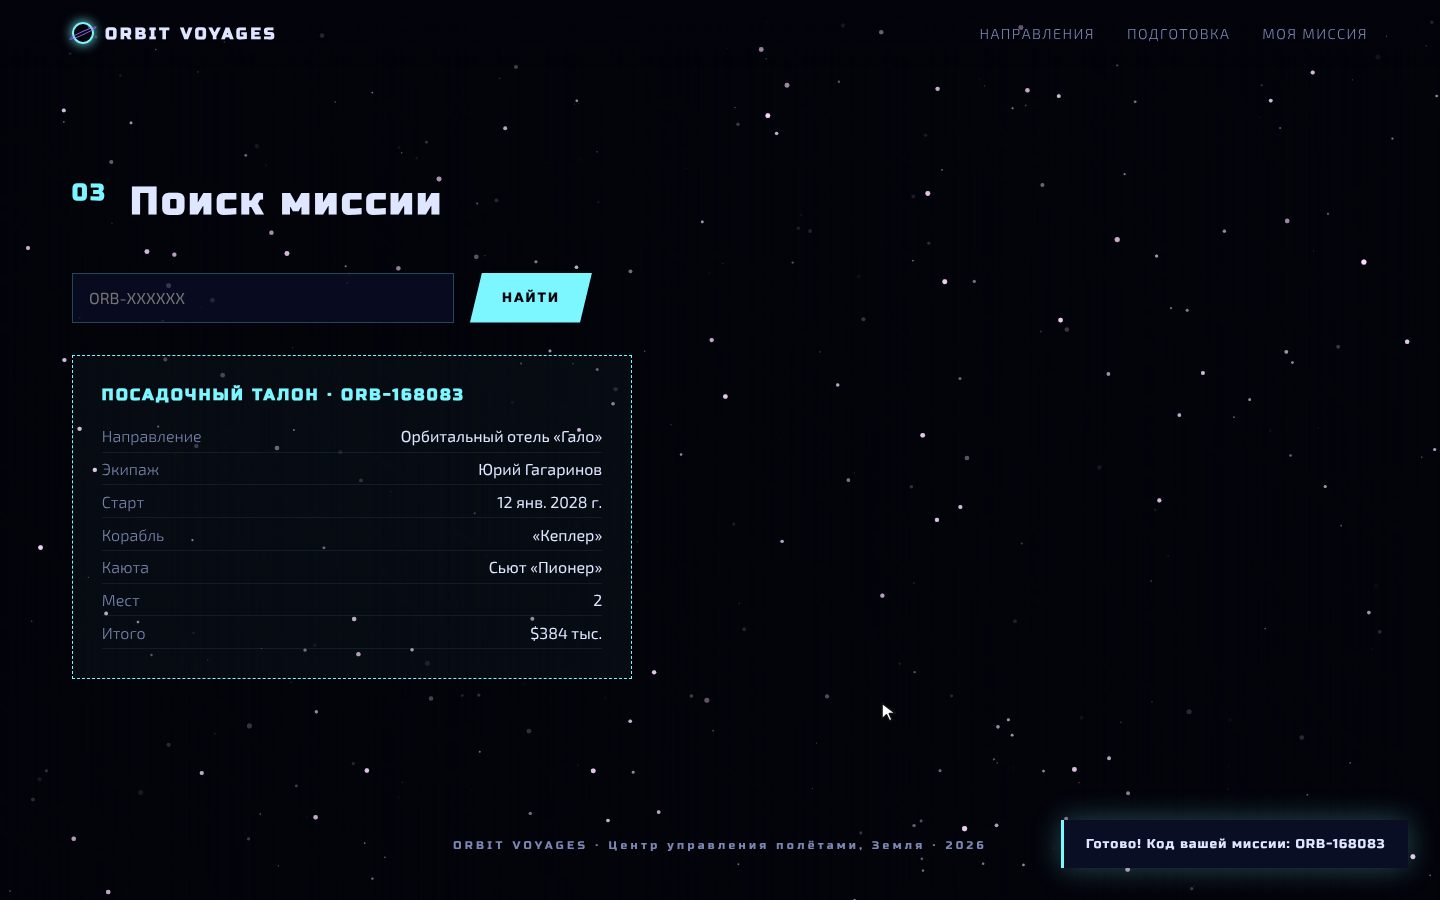 ORBIT VOYAGES
НАПРАВЛЕНИЯ ПОДГОТОВКА МОЯ МИССИЯ
03 Поиск миссии
ORB-XXXXXX НАЙТИ
ПОСАДОЧНЫЙ ТАЛОН · ORB-168083
Направление Орбитальный отель «Гало»
Экипаж Юрий Гагаринов
Старт 12 янв. 2028 г.
Корабль «Кеплер»
Каюта Сьют «Пионер»
Мест 2
Итого $384 тыс.
ORBIT VOYAGES · Центр управления полётами, Земля · 2026
Готово! Код вашей миссии: ORB-168083